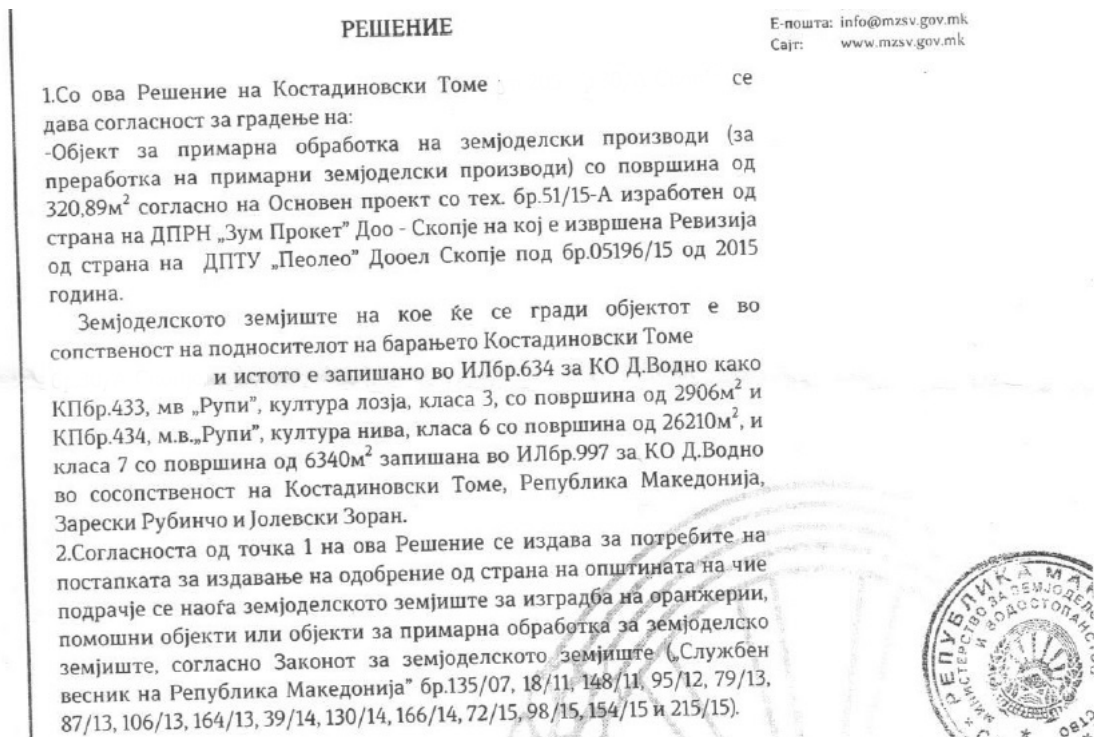 РЕШЕНИЕ
Е-пошта: info@mzsv.gov.mk
Сајт: www.mzsv.gov.mk
1.Со ова Решение на Костадиновски Томе се
дава согласност за градење на:
-Објект за примарна обработка на земјоделски производи (за
преработка на примарни земјоделски производи) со површина од
320,89м² согласно на Основен проект со тех. бр.51/15-А изработен од
страна на ДПРН „Зум Прокет” Доо - Скопје на кој е извршена Ревизија
од страна на ДПТУ „Пеолео” Дооел Скопје под бр.05196/15 од 2015
година.
Земјоделското земјиште на кое ќе се гради објектот е во
сопственост на подносителот на барањето Костадиновски Томе
и истото е запишано во ИЛбр.634 за КО Д.Водно како
КПбр.433, мв „Рупи”, култура лозја, класа 3, со површина од 2906м² и
КПбр.434, м.в.„Рупи”, култура нива, класа 6 со површина од 26210м², и
класа 7 со површина од 6340м² запишана во ИЛбр.997 за КО Д.Водно
во сосопственост на Костадиновски Томе, Република Македонија,
Зарески Рубинчо и Јолевски Зоран.
2.Согласноста од точка 1 на ова Решение се издава за потребите на
постапката за издавање на одобрение од страна на општината на чие
подрачје се наоѓа земјоделското земјиште за изградба на оранжерии,
помошни објекти или објекти за примарна обработка за земјоделско
земјиште, согласно Законот за земјоделското земјиште („Службен
весник на Република Македонија” бр.135/07, 18/11, 148/11, 95/12, 79/13,
87/13, 106/13, 164/13, 39/14, 130/14, 166/14, 72/15, 98/15, 154/15 и 215/15).